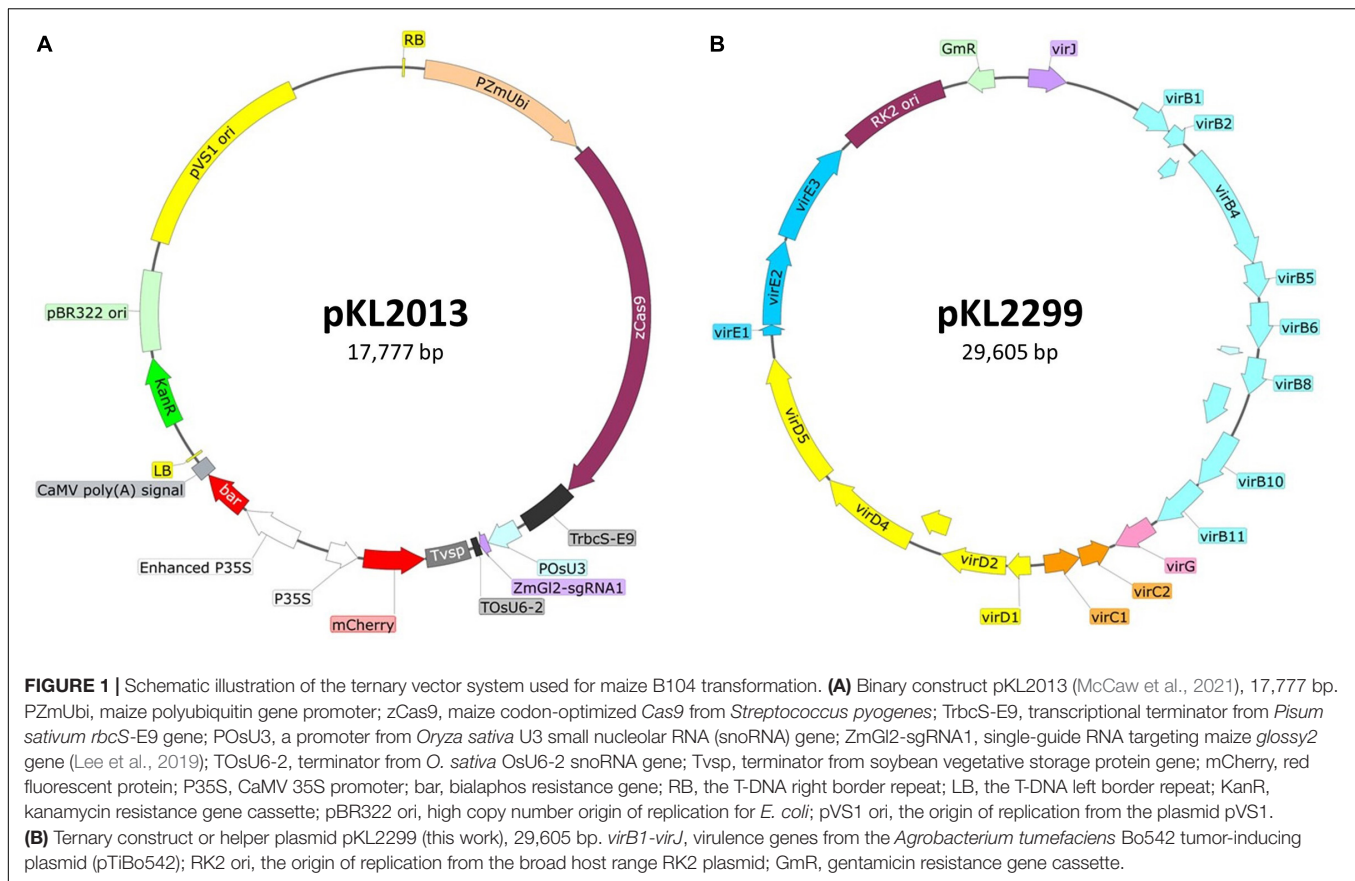 A
RB
PZmUbi
zCas9
TrbcS-E9
POsU3
ZmGl2-sgRNA1
TOsU6-2
Tvsp
mCherry
P35S
Enhanced P35S
bar
CaMV poly(A) signal
LB
KanR
pBR322 ori
pVS1 ori
pKL2013
17,777 bp
B
GmR
virJ
virB1
virB2
virB4
virB5
virB6
virB8
virB10
virB11
virG
virC2
virC1
virD1
virD2
virD4
virD5
virE1
virE2
virE3
RK2 ori
pKL2299
29,605 bp
FIGURE 1 | Schematic illustration of the ternary vector system used for maize B104 transformation. (A) Binary construct pKL2013 (McCaw et al., 2021), 17,777 bp.
PZmUbi, maize polyubiquitin gene promoter; zCas9, maize codon-optimized Cas9 from Streptococcus pyogenes; TrbcS-E9, transcriptional terminator from Pisum
sativum rbcS-E9 gene; POsU3, a promoter from Oryza sativa U3 small nucleolar RNA (snoRNA) gene; ZmGl2-sgRNA1, single-guide RNA targeting maize glossy2
gene (Lee et al., 2019); TOsU6-2, terminator from O. sativa OsU6-2 snoRNA gene; Tvsp, terminator from soybean vegetative storage protein gene; mCherry, red
fluorescent protein; P35S, CaMV 35S promoter; bar, bialaphos resistance gene; RB, the T-DNA right border repeat; LB, the T-DNA left border repeat; KanR,
kanamycin resistance gene cassette; pBR322 ori, high copy number origin of replication for E. coli; pVS1 ori, the origin of replication from the plasmid pVS1.
(B) Ternary construct or helper plasmid pKL2299 (this work), 29,605 bp. virB1-virJ, virulence genes from the Agrobacterium tumefaciens Bo542 tumor-inducing
plasmid (pTiBo542); RK2 ori, the origin of replication from the broad host range RK2 plasmid; GmR, gentamicin resistance gene cassette.